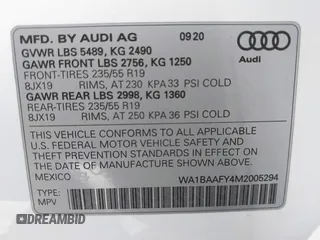 MFD. BY AUDI AG 09 20
GVWR LBS 5489, KG 2490
GAWR FRONT LBS 2756, KG 1250
FRONT-TIRES 235/55 R19
8JX19 RIMS, AT 230 KPA 33 PSI COLD
GAWR REAR LBS 2998, KG 1360
REAR-TIRES 235/55 R19
8JX19 RIMS, AT 250 KPA 36 PSI COLD
Audi
THIS VEHICLE CONFORMS TO ALL APPLICABLE
U.S. FEDERAL MOTOR VEHICLE SAFETY AND
THEFT PREVENTION STANDARDS IN EFFECT ON
THE DATE OF MANUFACTURE SHOWN ABOVE.
MEXICO WA1BAAFY4M2005294
TYPE:
MPV
DREAMBID